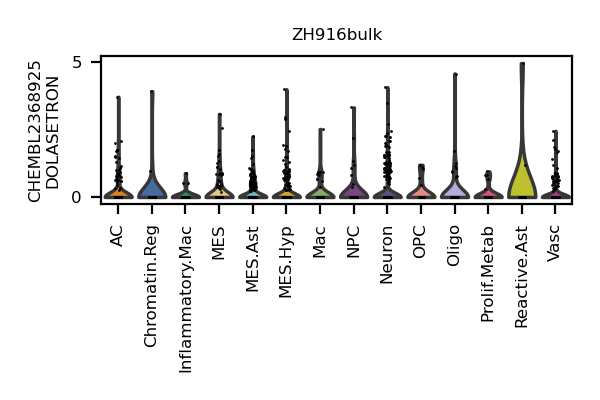 ZH916bulk
CHEMBL2368925
DOLASETRON
5
0
AC
Chromatin.Reg
Inflammatory.Mac
MES
MES.Ast
MES.Hyp
Mac
NPC
Neuron
OPC
Oligo
Prolif.Metab
Reactive.Ast
Vasc